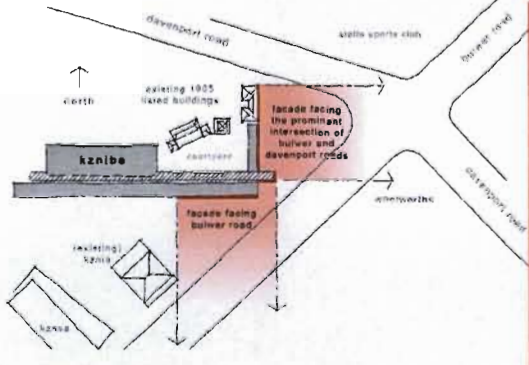 davenport road
stella sports club
bulwer road
north
existing 1905
listed buildings
facade facing
the prominent
intersection of
bulwer and
davenport roads
kznibe
courtyard
davenport road
facade facing
bulwer road
(existing)
kznia